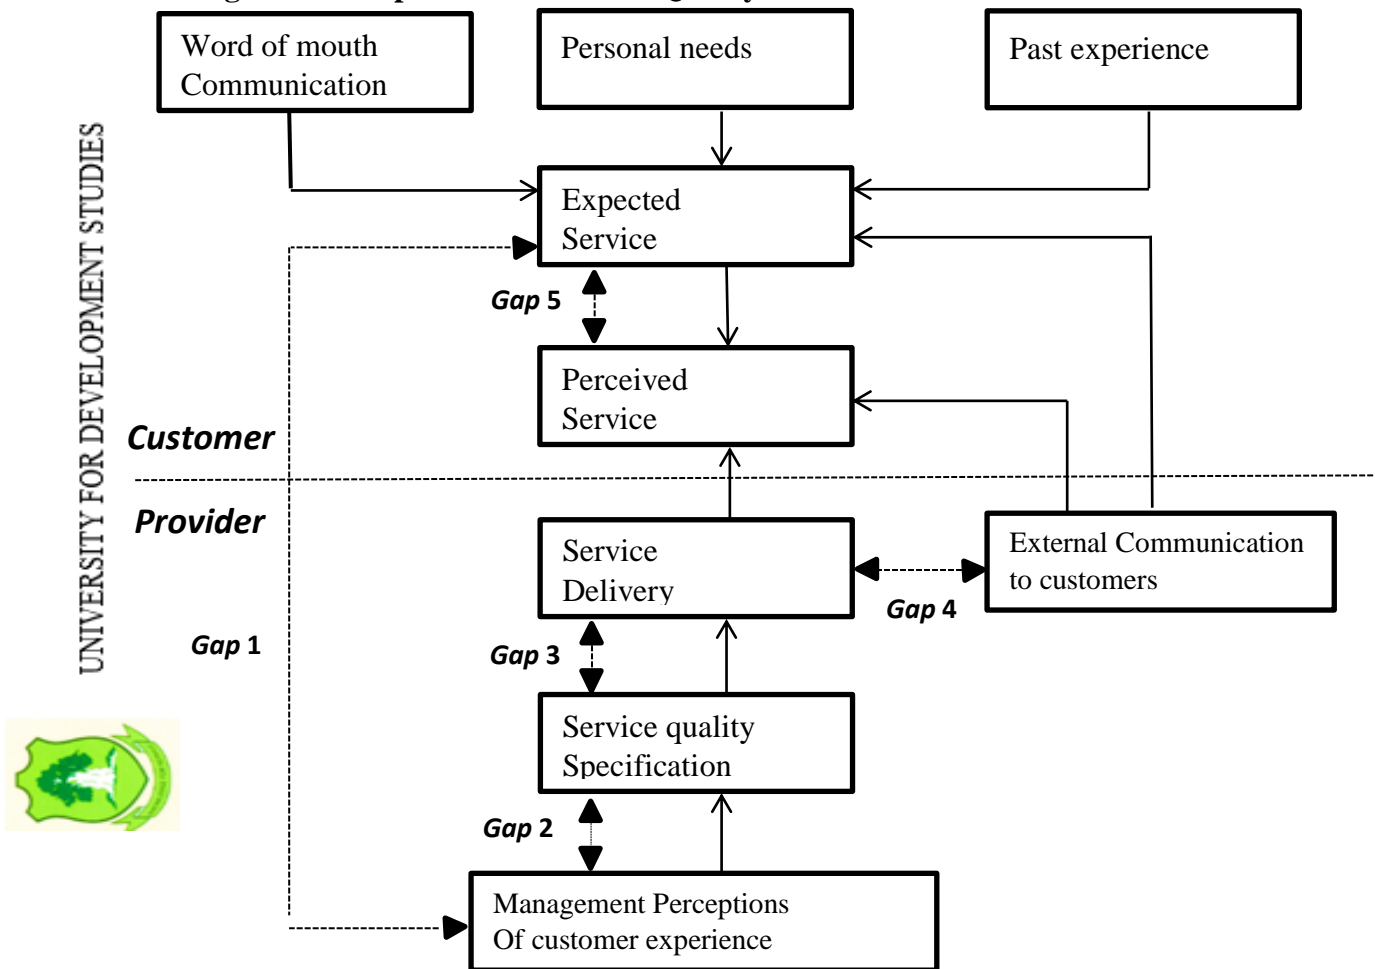 Word of mouth
Communication
Personal needs
Past experience
Expected
Service
Gap 5
Perceived
Service
Customer
Provider
Service
Delivery
External Communication
to customers
Gap 4
Gap 1
Gap 3
Service quality
Specification
Gap 2
Management Perceptions
Of customer experience
UNIVERSITY FOR DEVELOPMENT STUDIES